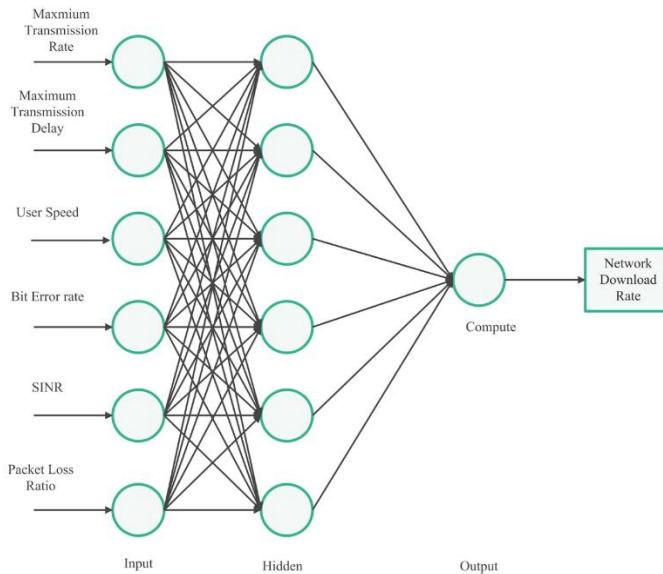 Maxmium
Transmission
Rate
Maximum
Transmission
Delay
User Speed
Bit Error rate
SINR
Packet Loss
Ratio
Compute
Network
Download
Rate
Input
Hidden
Output